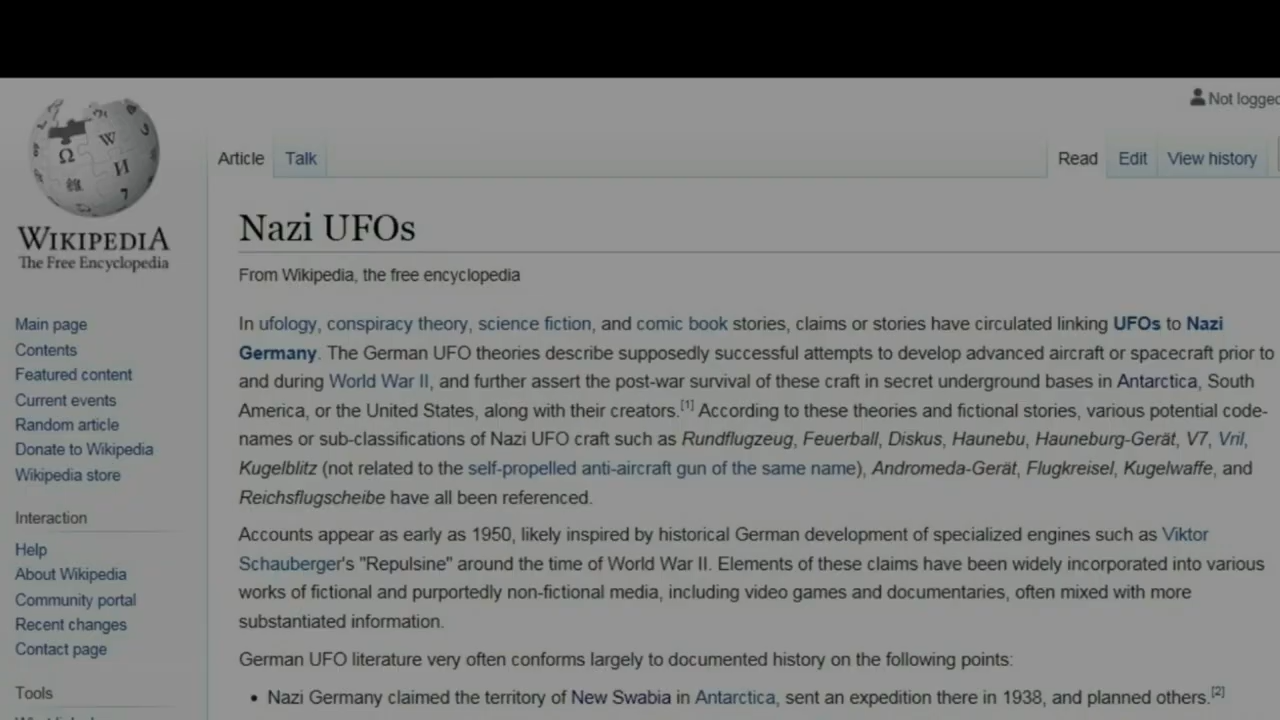 Not logged
Article Talk Read Edit View history
WIKIPEDIA
The Free Encyclopedia
Nazi UFOs
From Wikipedia, the free encyclopedia
Main page
Contents
Featured content
Current events
Random article
Donate to Wikipedia
Wikipedia store
Interaction
Help
About Wikipedia
Community portal
Recent changes
Contact page
Tools
In ufology, conspiracy theory, science fiction, and comic book stories, claims or stories have circulated linking UFOs to Nazi
Germany. The German UFO theories describe supposedly successful attempts to develop advanced aircraft or spacecraft prior to
and during World War II, and further assert the post-war survival of these craft in secret underground bases in Antarctica, South
America, or the United States, along with their creators.[1] According to these theories and fictional stories, various potential code-
names or sub-classifications of Nazi UFO craft such as Rundflugzeug, Feuerball, Diskus, Haunebu, Hauneburg-Gerät, V7, Vril,
Kugelblitz (not related to the self-propelled anti-aircraft gun of the same name), Andromeda-Gerät, Flugkreisel, Kugelwaffe, and
Reichsflugscheibe have all been referenced.
Accounts appear as early as 1950, likely inspired by historical German development of specialized engines such as Viktor
Schauberger's "Repulsine" around the time of World War II. Elements of these claims have been widely incorporated into various
works of fictional and purportedly non-fictional media, including video games and documentaries, often mixed with more
substantiated information.
German UFO literature very often conforms largely to documented history on the following points:
• Nazi Germany claimed the territory of New Swabia in Antarctica, sent an expedition there in 1938, and planned others.[2]